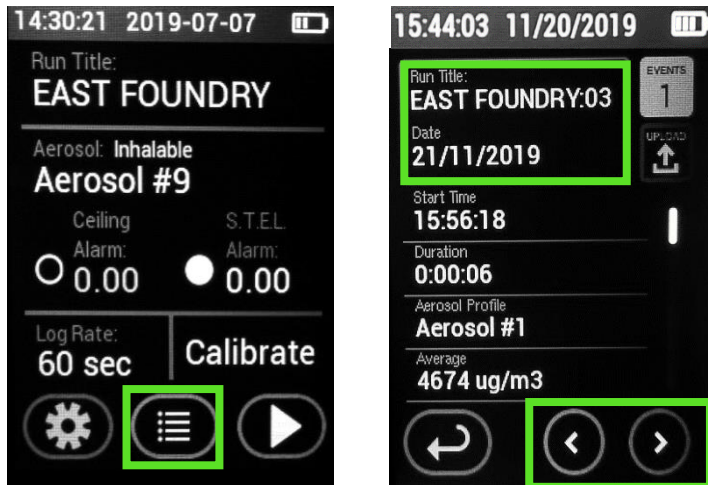 14:30:21 2019-07-07
Run Title:
EAST FOUNDRY
Aerosol: Inhalable
Aerosol #9
Ceiling
Alarm:
0.00
S.T.E.L.
Alarm:
0.00
Log Rate:
60 sec
Calibrate
15:44:03 11/20/2019
Run Title:
EAST FOUNDRY:03
EVENTS
1
Date
21/11/2019
UPLOAD
Start Time
15:56:18
Duration
0:00:06
Aerosol Profile
Aerosol #1
Average
4674 ug/m3